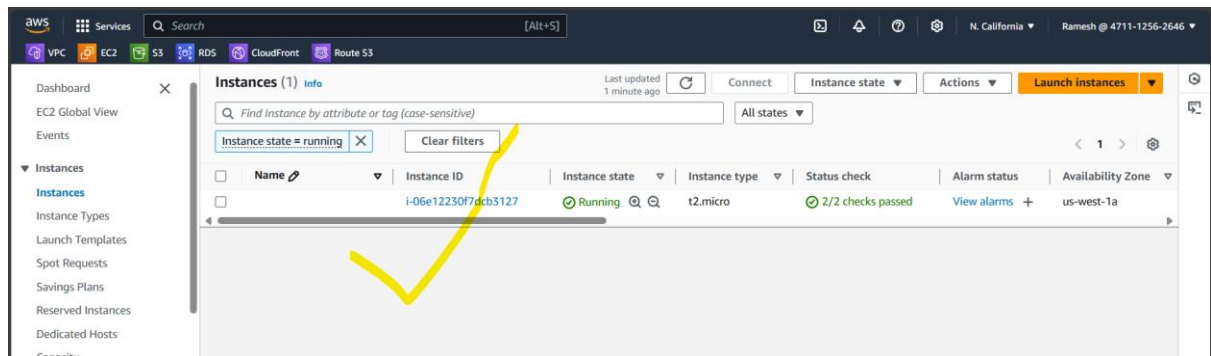 aws Services Search [Alt+S] N. California ▼ Ramesh @ 4711-1256-2646 ▼
VPC EC2 S3 RDS CloudFront Route 53
Dashboard
EC2 Global View
Events
▼ Instances
Instances
Instance Types
Launch Templates
Spot Requests
Savings Plans
Reserved Instances
Dedicated Hosts
Instances (1) Info
Last updated
1 minute ago
Connect Instance state ▼ Actions ▼ Launch instances ▼
Find Instance by attribute or tag (case-sensitive) All states ▼
Instance state = running Clear filters
< 1 >
Name Instance ID Instance state Instance type Status check Alarm status Availability Zone
i-06e12230f7dcb3127 Running t2.micro 2/2 checks passed View alarms + us-west-1a